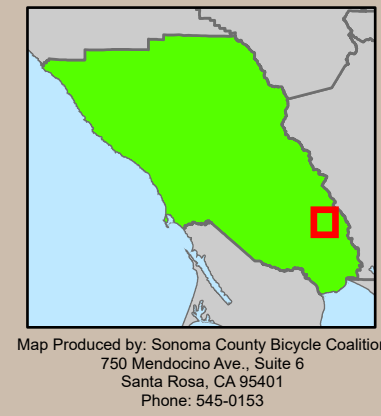 Map Produced by: Sonoma County Bicycle Coalition
750 Mendocino Ave., Suite 6
Santa Rosa, CA 95401
Phone: 545-0153